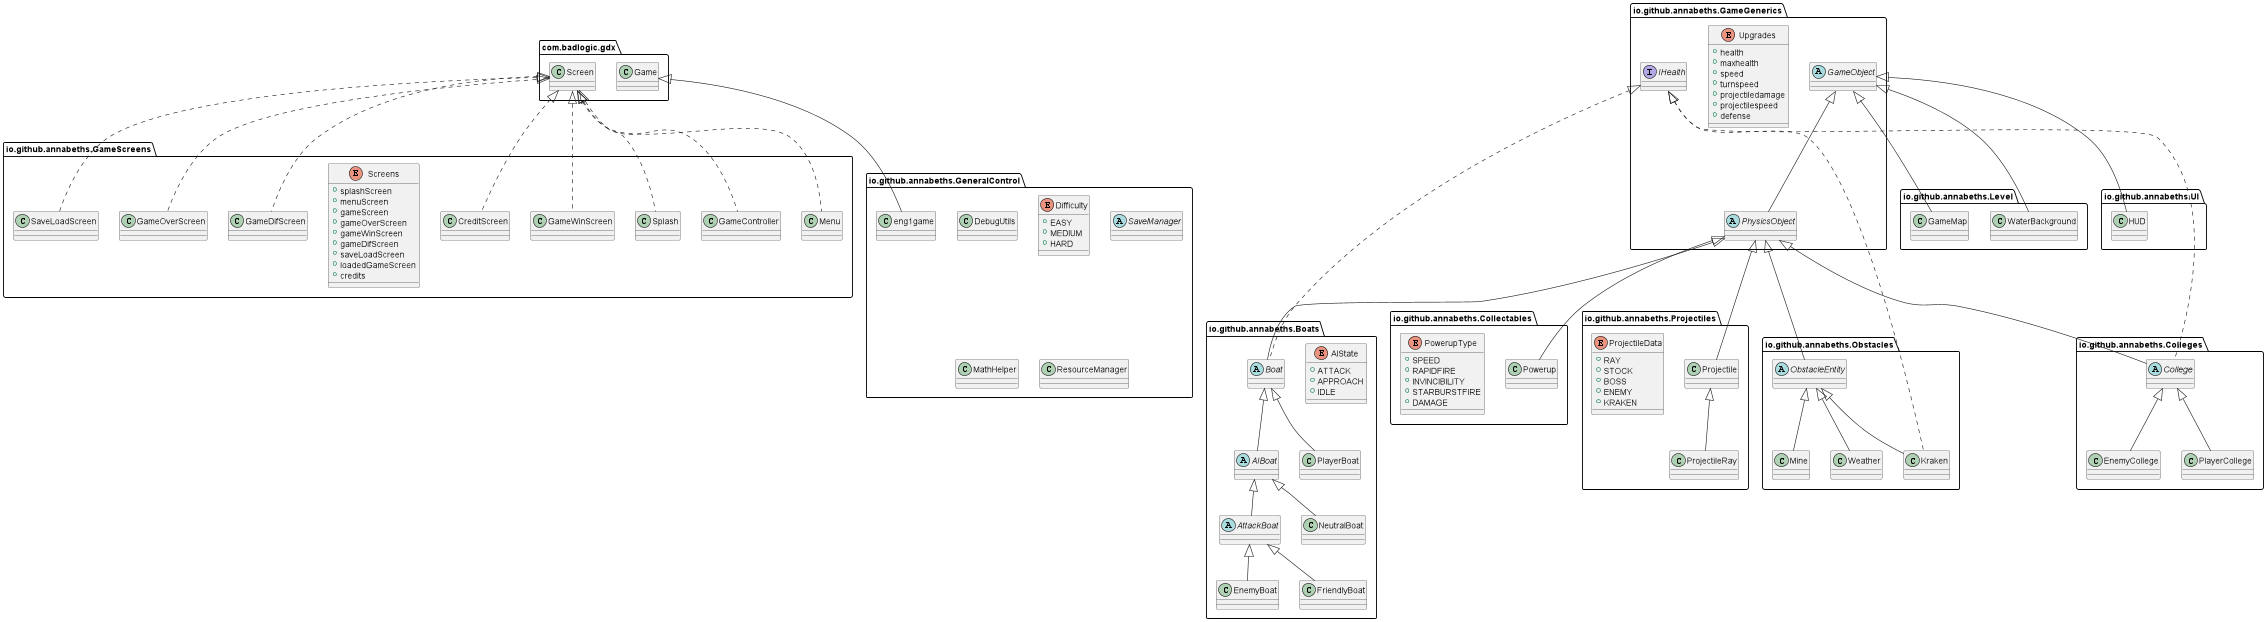 com.badlogic.gdx
C Screen
C Game
io.github.annabeths.GameScreens
C SaveLoadScreen
C GameOverScreen
C GameDifScreen
E Screens
splashScreen
menuScreen
gameScreen
gameOverScreen
gameWinScreen
gameDifScreen
saveLoadScreen
loadedGameScreen
credits
C CreditScreen
C GameWinScreen
C Splash
C GameController
C Menu
io.github.annabeths.GeneralControl
C eng1game
C DebugUtils
E Difficulty
EASY
MEDIUM
HARD
A SaveManager
C MathHelper
C ResourceManager
io.github.annabeths.GameGenerics
I IHealth
E Upgrades
health
maxhealth
speed
turnspeed
projectiledamage
projectilespeed
defense
A GameObject
A PhysicsObject
io.github.annabeths.Level
C GameMap
C WaterBackground
io.github.annabeths.UI
C HUD
io.github.annabeths.Boats
A Boat
E AIState
ATTACK
APPROACH
IDLE
A AIBoat
C PlayerBoat
A AttackBoat
C NeutralBoat
C EnemyBoat
C FriendlyBoat
io.github.annabeths.Collectables
E PowerupType
SPEED
RAPIDFIRE
INVINCIBILITY
STARBURSTFIRE
DAMAGE
C Powerup
io.github.annabeths.Projectiles
E ProjectileData
RAY
STOCK
BOSS
ENEMY
KRAKEN
C Projectile
C ProjectileRay
io.github.annabeths.Obstacles
A ObstacleEntity
C Mine
C Weather
C Kraken
io.github.annabeths.Colleges
A College
C EnemyCollege
C PlayerCollege